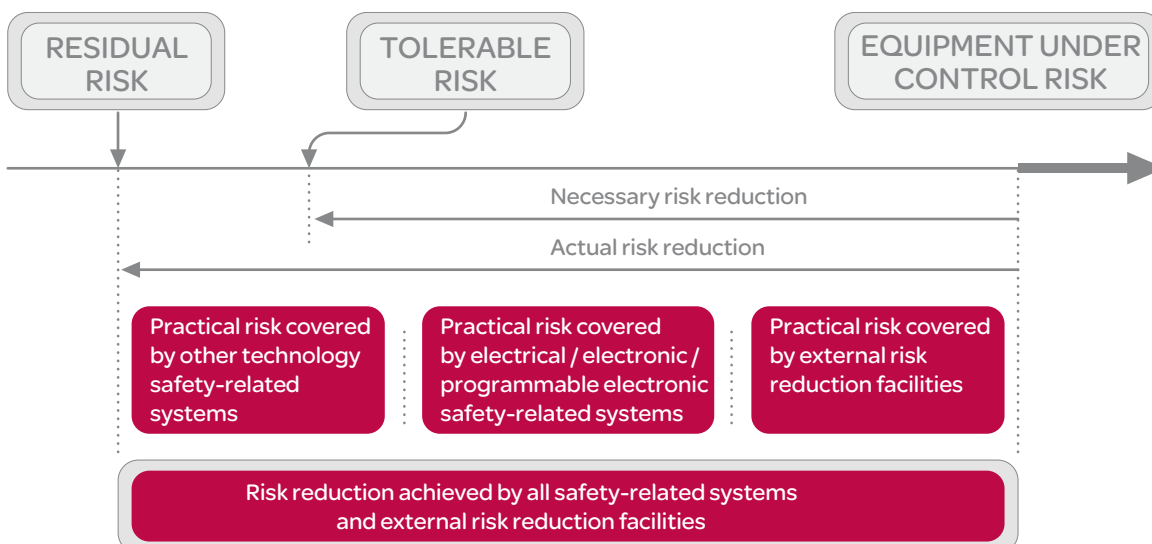 RESIDUAL
RISK
TOLERABLE
RISK
EQUIPMENT UNDER
CONTROL RISK
Necessary risk reduction
Actual risk reduction
Practical risk covered
by other technology
safety-related
systems
Practical risk covered
by electrical / electronic /
programmable electronic
safety-related systems
Practical risk covered
by external risk
reduction facilities
Risk reduction achieved by all safety-related systems
and external risk reduction facilities